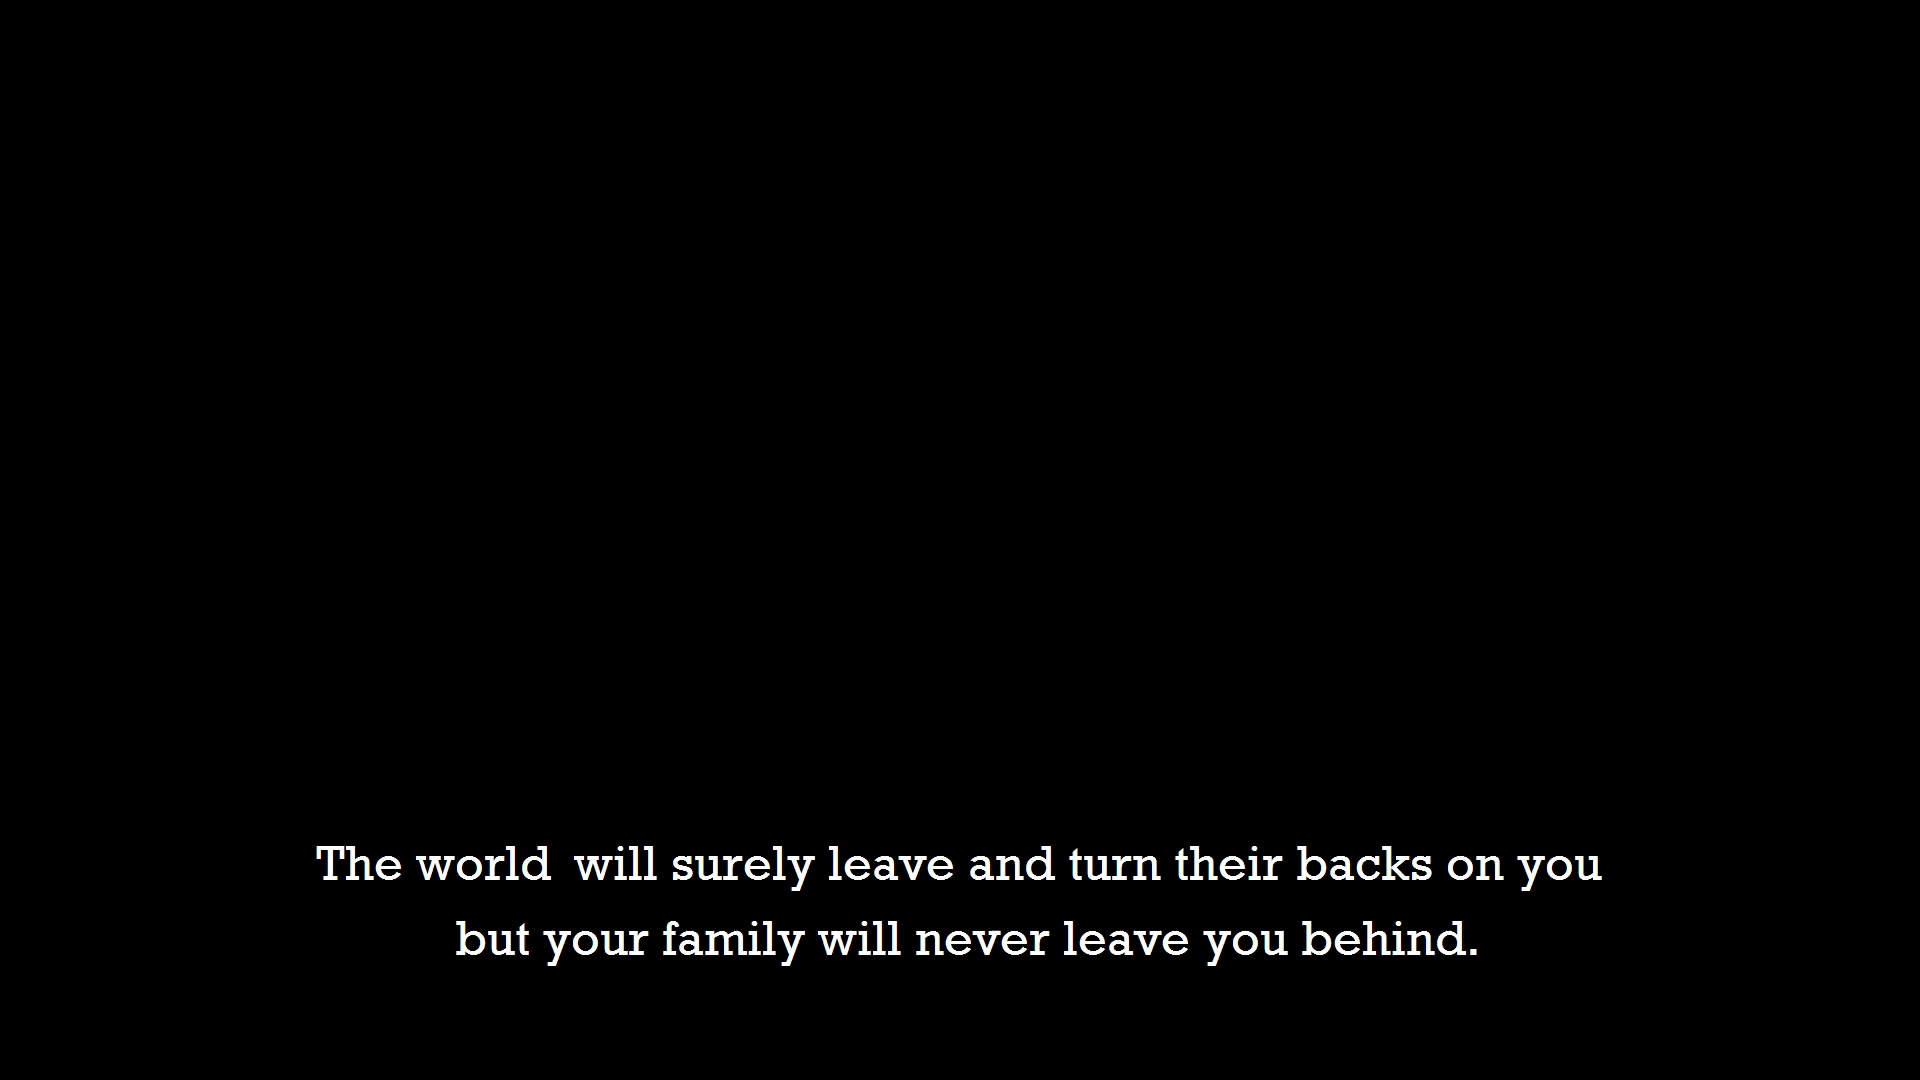 The world  will surely leave and turn their backs on you
but your family will never leave you behind.